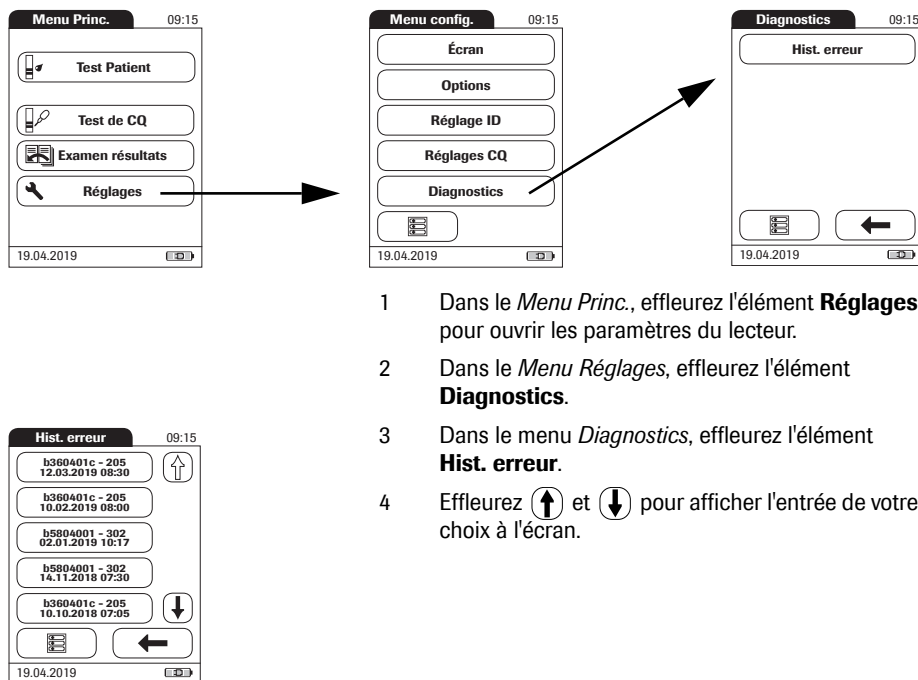 Menu Princ. 09:15
Test Patient
Test de CQ
Examen résultats
Réglages
19.04.2019
Menu config. 09:15
Écran
Options
Réglage ID
Réglages CQ
Diagnostics
19.04.2019
Diagnostics 09:15
Hist. erreur
19.04.2019
1 Dans le Menu Princ., effleurez l'élément Réglages
pour ouvrir les paramètres du lecteur.
2 Dans le Menu Réglages, effleurez l'élément
Diagnostics.
3 Dans le menu Diagnostics, effleurez l'élément
Hist. erreur.
4 Effleurez et pour afficher l'entrée de votre
choix à l'écran.
Hist. erreur 09:15
b360401c - 205
12.03.2019 08:30
b360401c - 205
10.02.2019 08:00
b5804001 - 302
02.01.2019 10:17
b5804001 - 302
14.11.2018 07:30
b360401c - 205
10.10.2018 07:05
19.04.2019